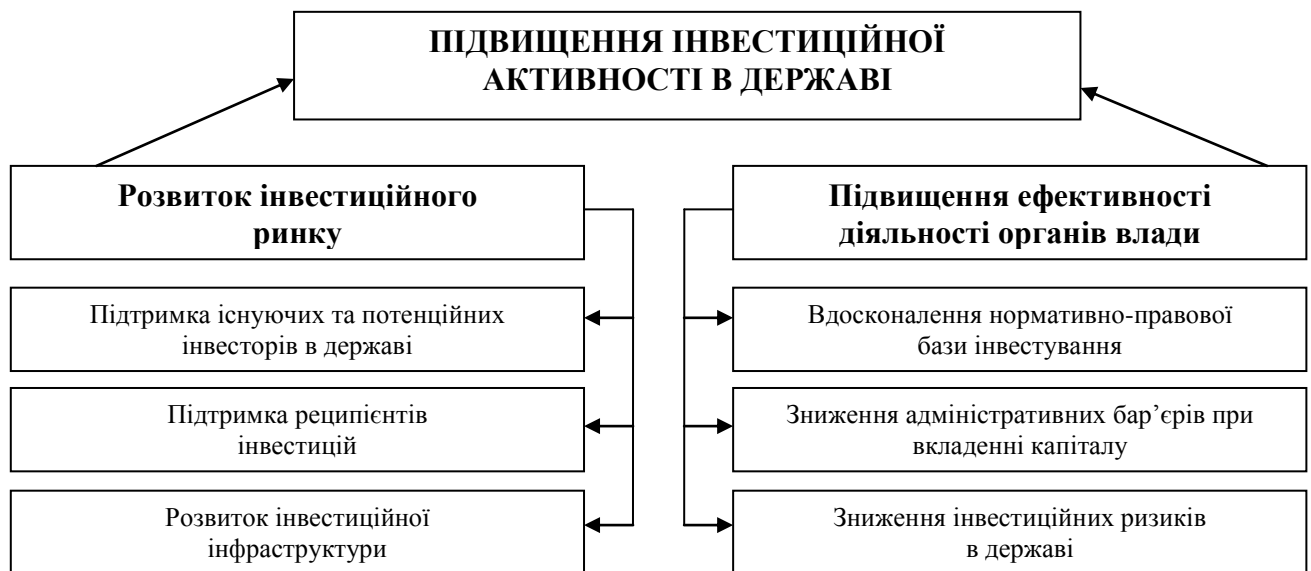 ПІДВИЩЕННЯ ІНВЕСТИЦІЙНОЇ
АКТИВНОСТІ В ДЕРЖАВІ
Розвиток інвестиційного
ринку
Підтримка існуючих та потенційних
інвесторів в державі
Підтримка реципієнтів
інвестицій
Розвиток інвестиційної
інфраструктури
Підвищення ефективності
діяльності органів влади
Вдосконалення нормативно-правової
бази інвестування
Зниження адміністративних бар’єрів при
вкладенні капіталу
Зниження інвестиційних ризиків
в державі